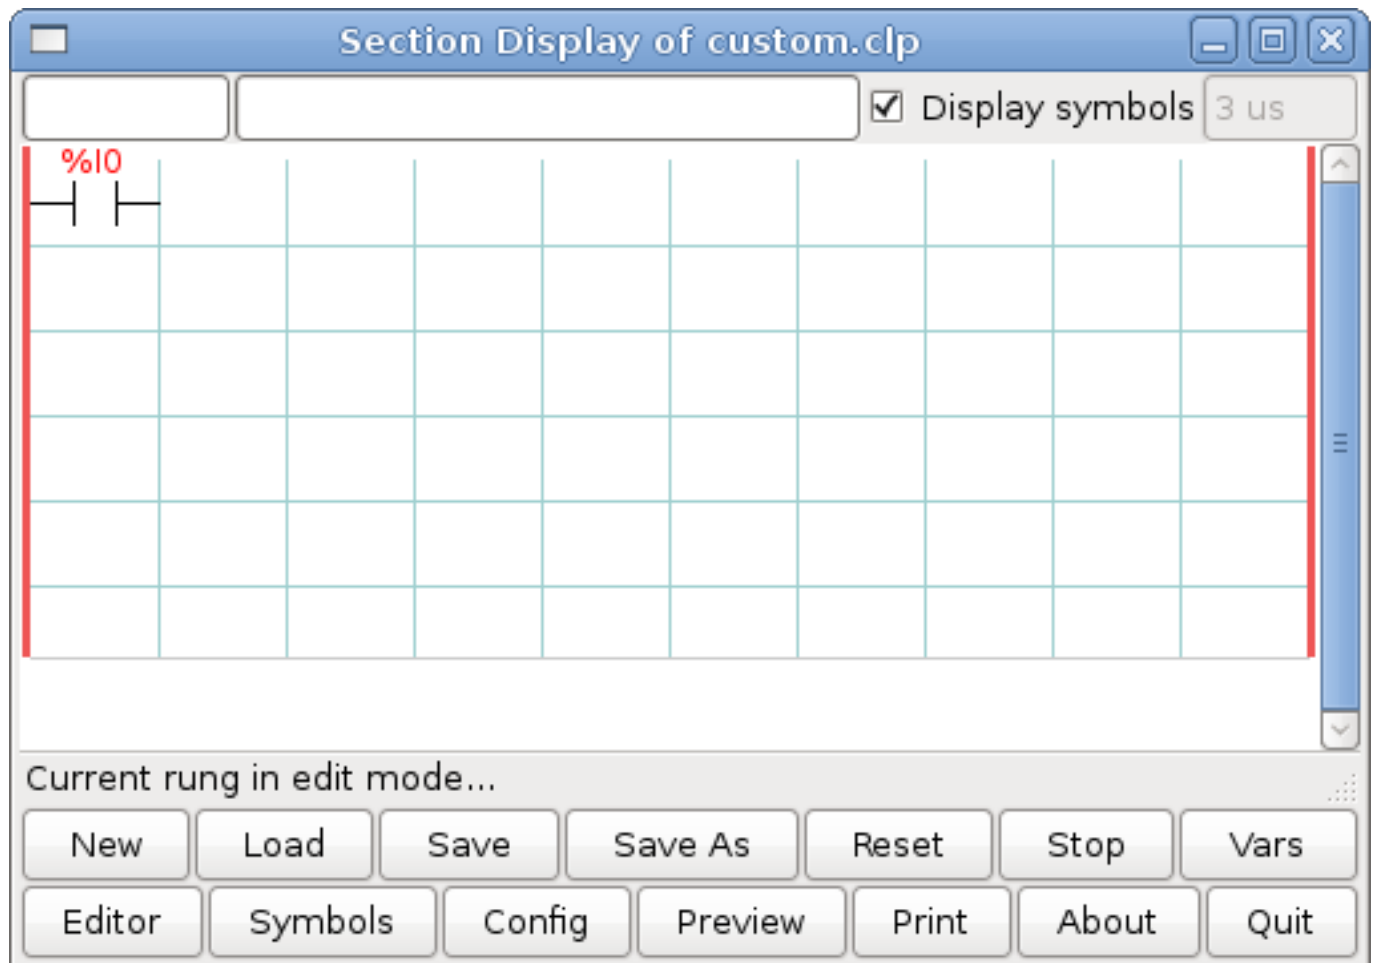 Section Display of custom.clp
Display symbols 3 us
%I0
Current rung in edit mode...
New Load Save Save As Reset Stop Vars
Editor Symbols Config Preview Print About Quit